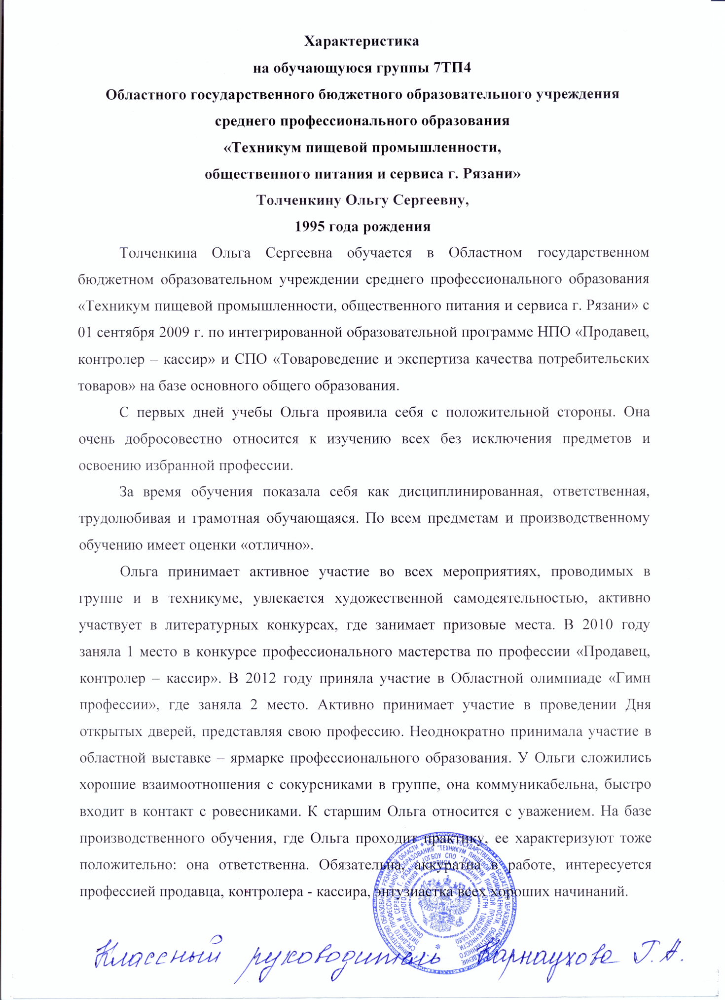 Характеристика
на обучающуюся группы 7ТП4
Областного государственного бюджетного образовательного учреждения
среднего профессионального образования
«Техникум пищевой промышленности,
общественного питания и сервиса г. Рязани»
Толченкину Ольгу Сергеевну,
1995 года рождения
Толченкина Ольга Сергеевна обучается в Областном государственном
бюджетном образовательном учреждении среднего профессионального образования
«Техникум пищевой промышленности, общественного питания и сервиса г. Рязани» с
01 сентября 2009 г. по интегрированной образовательной программе НПО «Продавец,
контролер – кассир» и СПО «Товароведение и экспертиза качества потребительских
товаров» на базе основного общего образования.
С первых дней учебы Ольга проявила себя с положительной стороны. Она
очень добросовестно относится к изучению всех без исключения предметов и
освоению избранной профессии.
За время обучения показала себя как дисциплинированная, ответственная,
трудолюбивая и грамотная обучающаяся. По всем предметам и производственному
обучению имеет оценки «отлично».
Ольга принимает активное участие во всех мероприятиях, проводимых в
группе и в техникуме, увлекается художественной самодеятельностью, активно
участвует в литературных конкурсах, где занимает призовые места. В 2010 году
заняла 1 место в конкурсе профессионального мастерства по профессии «Продавец,
контролер – кассир». В 2012 году приняла участие в Областной олимпиаде «Гимн
профессии», где заняла 2 место. Активно принимает участие в проведении Дня
открытых дверей, представляя свою профессию. Неоднократно принимала участие в
областной выставке – ярмарке профессионального образования. У Ольги сложились
хорошие взаимоотношения с сокурсниками в группе, она коммуникабельна, быстро
входит в контакт с ровесниками. К старшим Ольга относится с уважением. На базе
производственного обучения, где Ольга проходит практику, ее характеризуют тоже
положительно: она ответственна. Обязательна, аккуратна в работе, интересуется
профессией продавца, контролера - кассира, энтузиастка всех хороших начинаний.
Классный руководитель Карнаухова Г.А.